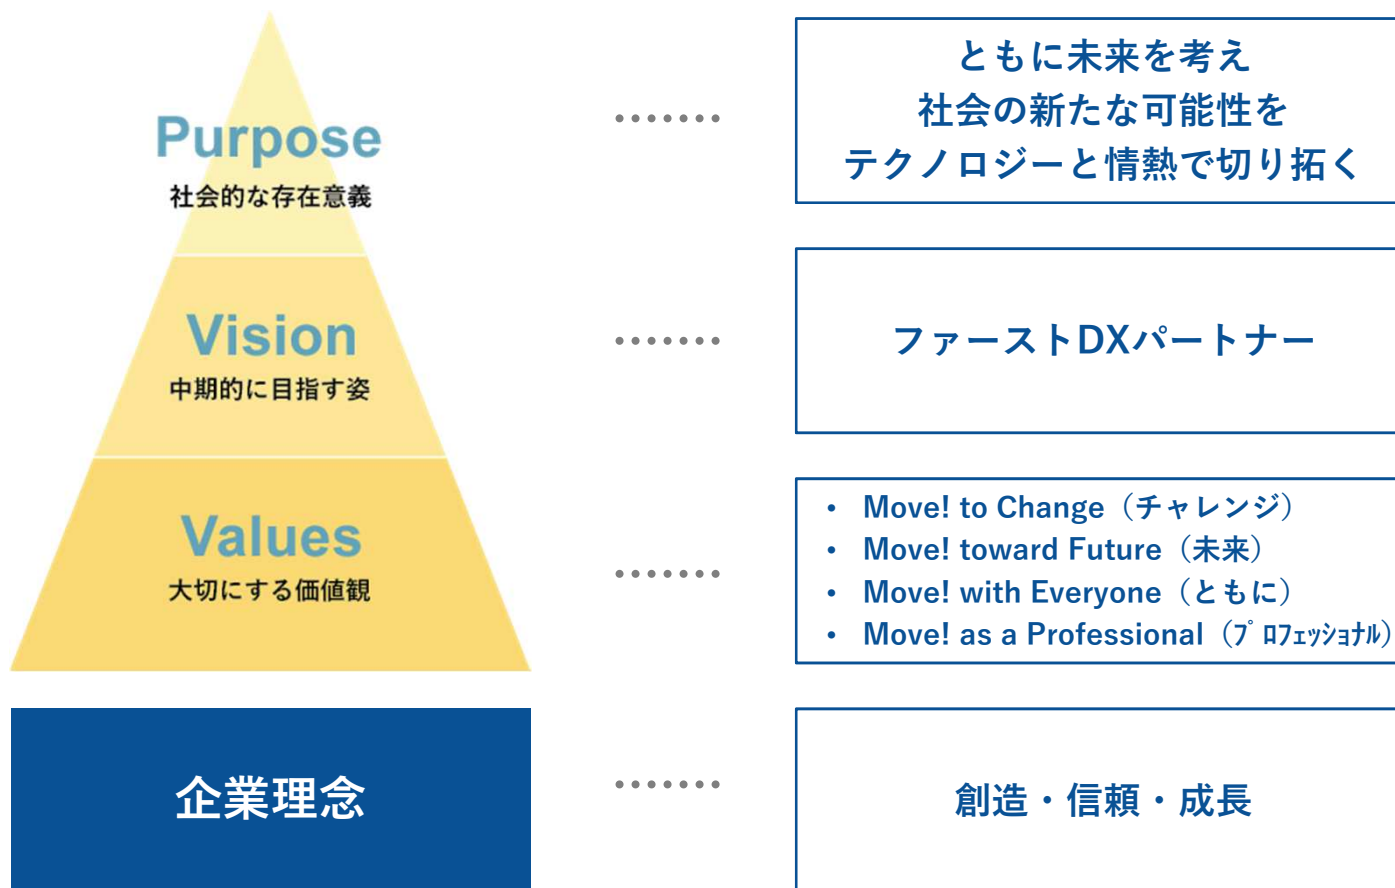 Purpose
社会的な存在意義
ともに未来を考え
社会の新たな可能性を
テクノロジーと情熱で切り拓く
Vision
中期的に目指す姿
ファーストDXパートナー
Values
大切にする価値観
• Move! to Change（チャレンジ）
• Move! toward Future（未来）
• Move! with Everyone（ともに）
• Move! as a Professional（ﾌﾟﾛﾌｪｯｼｮﾅﾙ）
企業理念
創造・信頼・成長